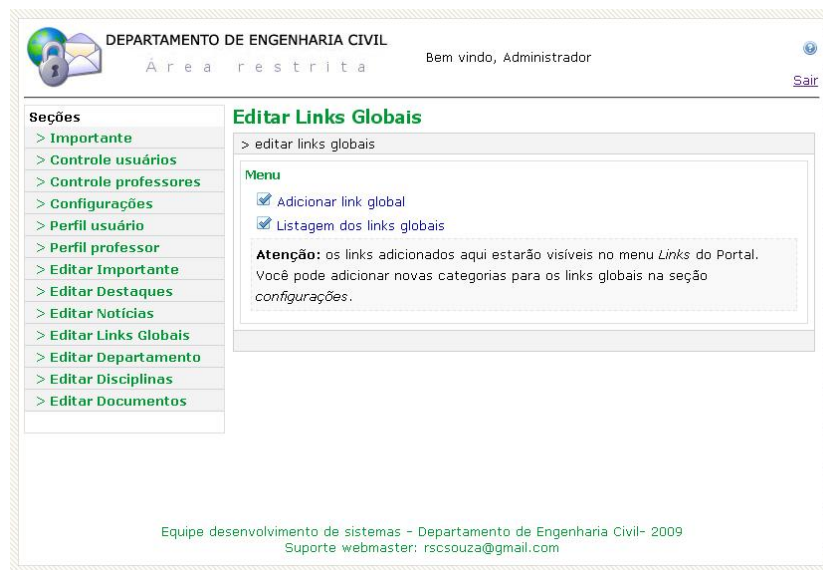 DEPARTAMENTO DE ENGENHARIA CIVIL
Área restrita
Bem vindo, Administrador
Sair
Seções
> Importante
> Controle usuários
> Controle professores
> Configurações
> Perfil usuário
> Perfil professor
> Editar Importante
> Editar Destaques
> Editar Notícias
> Editar Links Globais
> Editar Departamento
> Editar Disciplinas
> Editar Documentos
Editar Links Globais
> editar links globais
Menu
Adicionar link global
Listagem dos links globais
Atenção: os links adicionados aqui estarão visíveis no menu Links do Portal.
Você pode adicionar novas categorias para os links globais na seção
configurações.
Equipe desenvolvimento de sistemas - Departamento de Engenharia Civil- 2009
Suporte webmaster: rscsouza@gmail.com